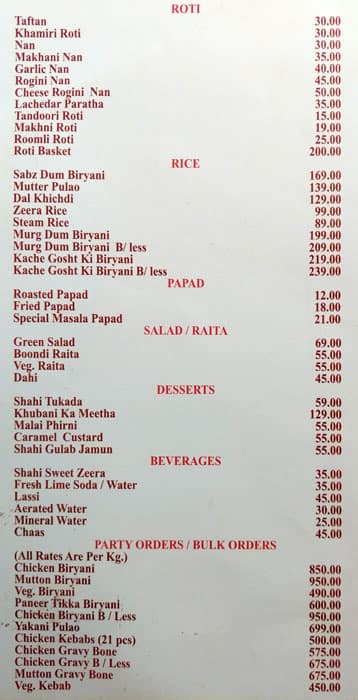 ROTI
Taftan 30.00
Khamiri Roti 30.00
Nan 30.00
Makhani Nan 35.00
Garlic Nan 40.00
Rogini Nan 45.00
Cheese Rogini Nan 50.00
Lachedar Paratha 35.00
Tandoori Roti 15.00
Makhni Roti 19.00
Roomli Roti 25.00
Roti Basket 200.00
RICE
Sabz Dum Biryani 169.00
Mutter Pulao 139.00
Dal Khichdi 129.00
Zeera Rice 99.00
Steam Rice 89.00
Murg Dum Biryani 199.00
Murg Dum Biryani B/ less 209.00
Kache Gosht Ki Biryani 219.00
Kache Gosht Ki Biryani B/ less 239.00
PAPAD
Roasted Papad 12.00
Fried Papad 18.00
Special Masala Papad 21.00
SALAD / RAITA
Green Salad 69.00
Boondi Raita 55.00
Veg. Raita 55.00
Dahi 45.00
DESSERTS
Shahi Tukada 59.00
Khubani Ka Meetha 129.00
Malai Phirni 55.00
Caramel Custard 55.00
Shahi Gulab Jamun 55.00
BEVERAGES
Shahi Sweet Zeera 35.00
Fresh Lime Soda / Water 35.00
Lassi 45.00
Aerated Water 30.00
Mineral Water 25.00
Chaas 45.00
PARTY ORDERS / BULK ORDERS
(All Rates Are Per Kg.)
Chicken Biryani 850.00
Mutton Biryani 950.00
Veg. Biryani 490.00
Paneer Tikka Biryani 600.00
Chicken Biryani B / Less 950.00
Yakani Pulao 699.00
Chicken Kebabs (21 pcs) 500.00
Chicken Gravy Bone 575.00
Chicken Gravy B / Less 675.00
Mutton Gravy Bone 675.00
Veg. Kebab 450.00